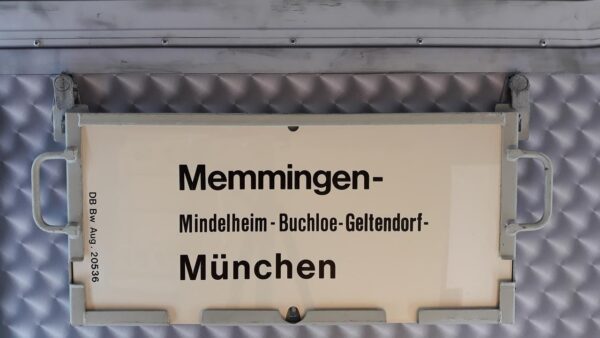 Memmingen-
Mindelheim - Buchloe - Geltendorf-
München
DB Bw Aug. 20536